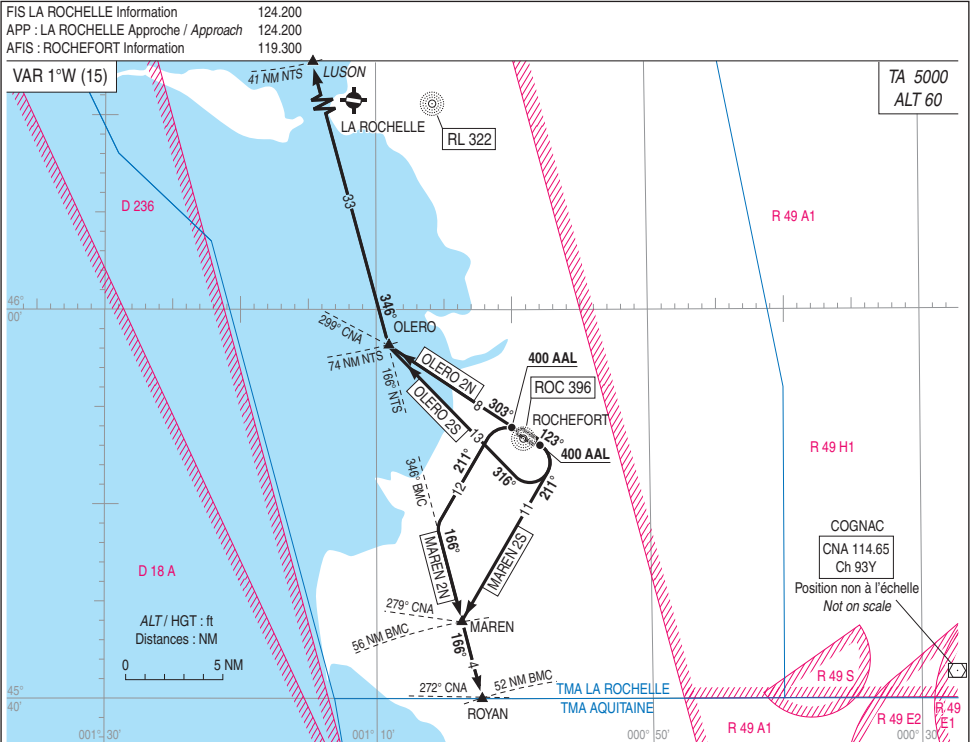 FIS LA ROCHELLE Information 124.200
APP : LA ROCHELLE Approche / Approach 124.200
AFIS : ROCHEFORT Information 119.300
VAR 1°W (15)
TA 5000
ALT 60
41 NM NTS
LUSON
LA ROCHELLE
RL 322
D 236
R 49 A1
33
46°
00'
346°
OLERO
299° CNA
74 NM NTS
166° NTS
OLERO 2N
OLERO 2S
8
303°
400 AAL
ROC 396
ROCHEFORT
123°
400 AAL
13
316°
211°
211°
12
11
346° BMC
R 49 H1
166°
MAREN 2N
MAREN 2S
COGNAC
CNA 114.65
Ch 93Y
Position non à l'échelle
Not on scale
D 18 A
279° CNA
MAREN
56 NM BMC
166°
4
ALT / HGT : ft
Distances : NM
0 5 NM
272° CNA
52 NM BMC
ROYAN
TMA LA ROCHELLE
TMA AQUITAINE
R 49 S
45°
40'
R 49 A1
R 49 E2
R 49
E1
001° 30'
001° 10'
000° 50'
000° 30'